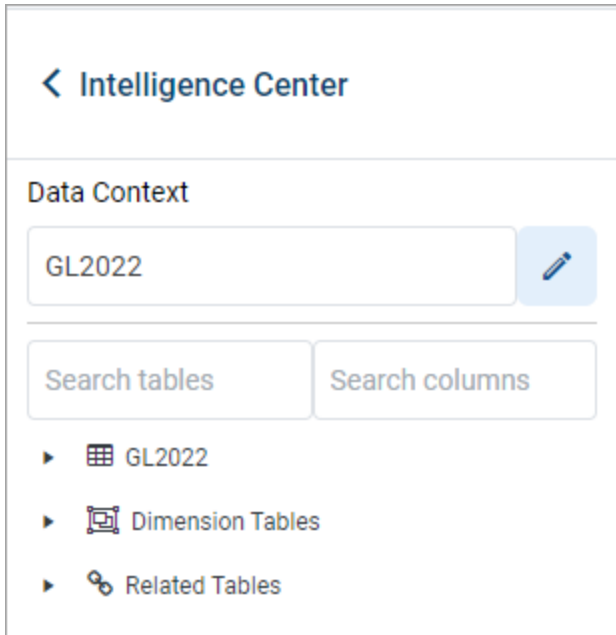 Intelligence Center
Data Context
GL2022
Search tables Search columns
GL2022
Dimension Tables
Related Tables